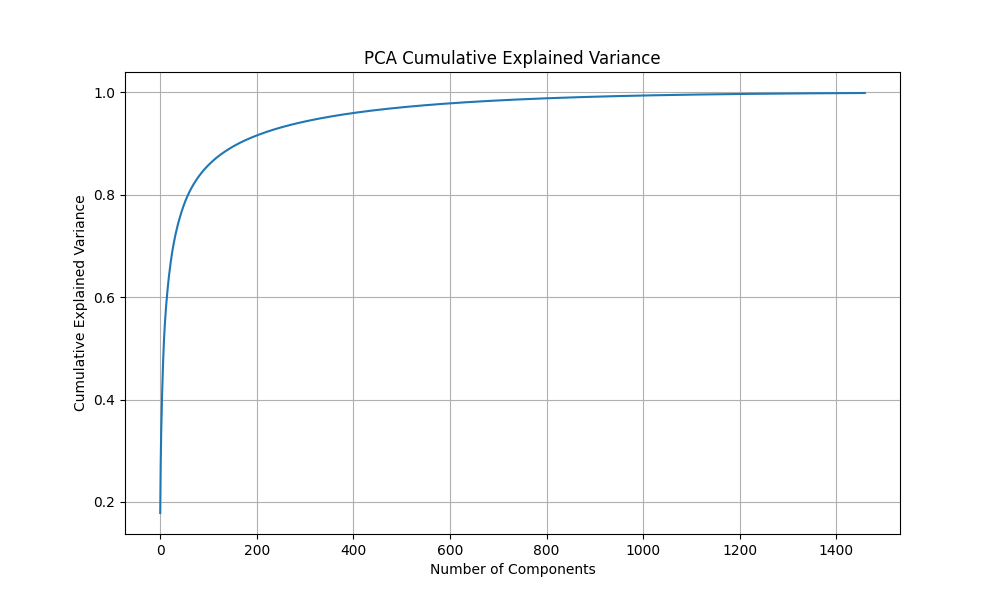 PCA Cumulative Explained Variance
1.0
0.8
0.6
0.4
0.2
Cumulative Explained Variance
0 200 400 600 800 1000 1200 1400
Number of Components